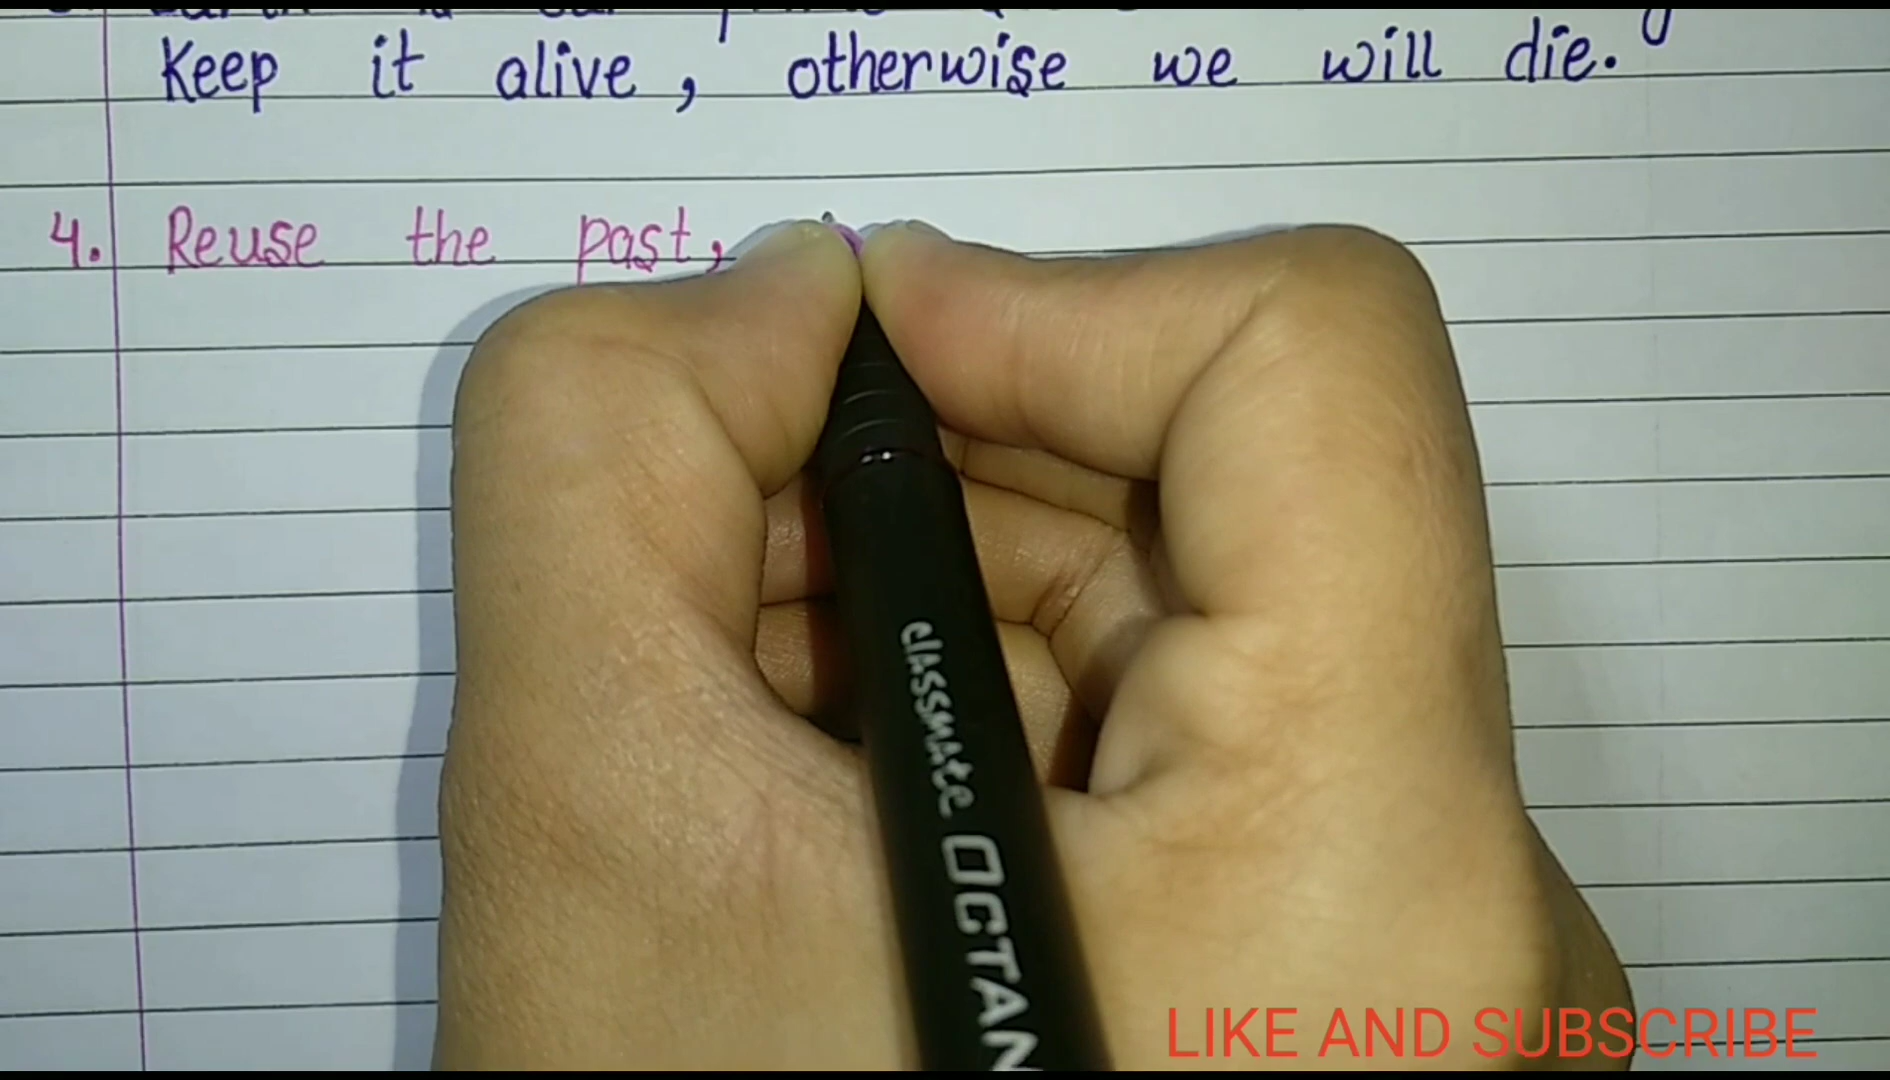 Keep it alive, otherwise we will die.
4. Reuse the past,
classmate OCTAN
LIKE AND SUBSCRIBE